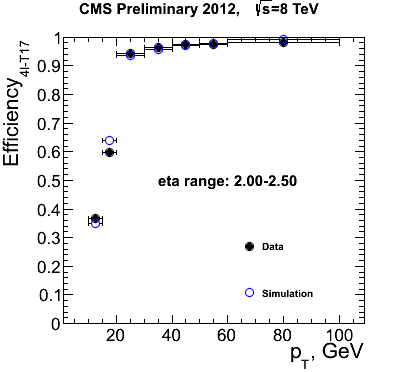 CMS Preliminary 2012, √s=8 TeV
Efficiency4l-T17
1
0.9
0.8
0.7
0.6
0.5
0.4
0.3
0.2
0.1
0
eta range: 2.00-2.50
Data
Simulation
20 40 60 80 100
pT, GeV